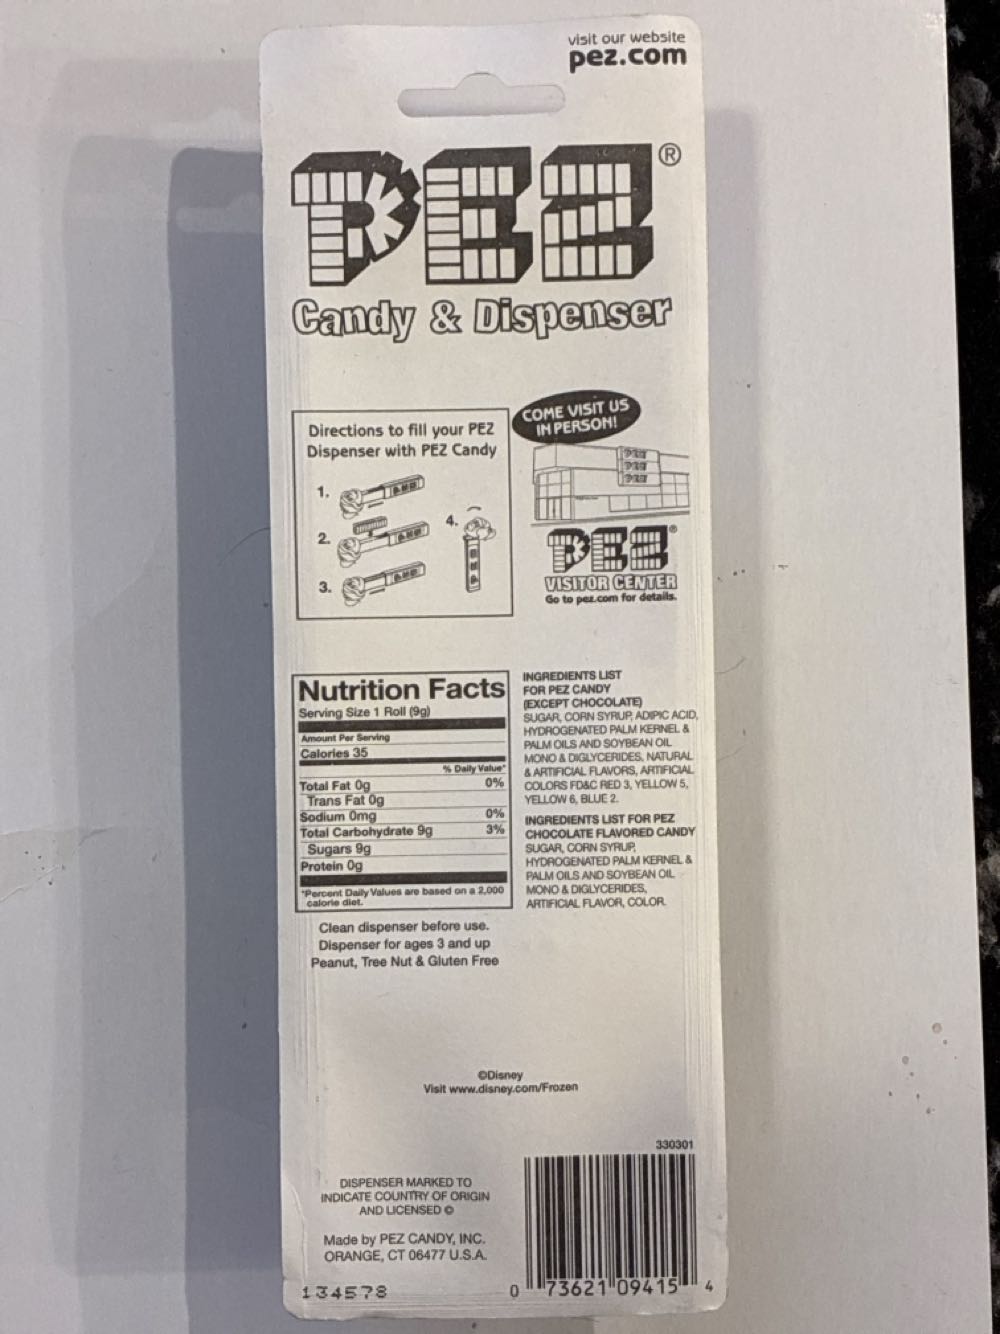 visit our website
pez.com
PEZ®
Candy & Dispenser
Directions to fill your PEZ
Dispenser with PEZ Candy
1.
2.
3.
4.
COME VISIT US
IN PERSON!
PEZ
PEZ
PEZ
PEZ®
VISITOR CENTER
Go to pez.com for details.
Nutrition Facts
Serving Size 1 Roll (9g)
Amount Per Serving
Calories 35
% Daily Value*
Total Fat 0g 0%
Trans Fat 0g
Sodium 0mg 0%
Total Carbohydrate 9g 3%
Sugars 9g
Protein 0g
*Percent Daily Values are based on a 2,000
calorie diet.
INGREDIENTS LIST
FOR PEZ CANDY
(EXCEPT CHOCOLATE)
SUGAR, CORN SYRUP, ADIPIC ACID,
HYDROGENATED PALM KERNEL &
PALM OILS AND SOYBEAN OIL
MONO & DIGLYCERIDES, NATURAL
& ARTIFICIAL FLAVORS, ARTIFICIAL
COLORS FD&C RED 3, YELLOW 5,
YELLOW 6, BLUE 2.
INGREDIENTS LIST FOR PEZ
CHOCOLATE FLAVORED CANDY
SUGAR, CORN SYRUP,
HYDROGENATED PALM KERNEL &
PALM OILS AND SOYBEAN OIL
MONO & DIGLYCERIDES,
ARTIFICIAL FLAVOR, COLOR.
Clean dispenser before use.
Dispenser for ages 3 and up
Peanut, Tree Nut & Gluten Free
©Disney
Visit www.disney.com/Frozen
330301
DISPENSER MARKED TO
INDICATE COUNTRY OF ORIGIN
AND LICENSED ©
Made by PEZ CANDY, INC.
ORANGE, CT 06477 U.S.A.
134578
0 73621 09415 4